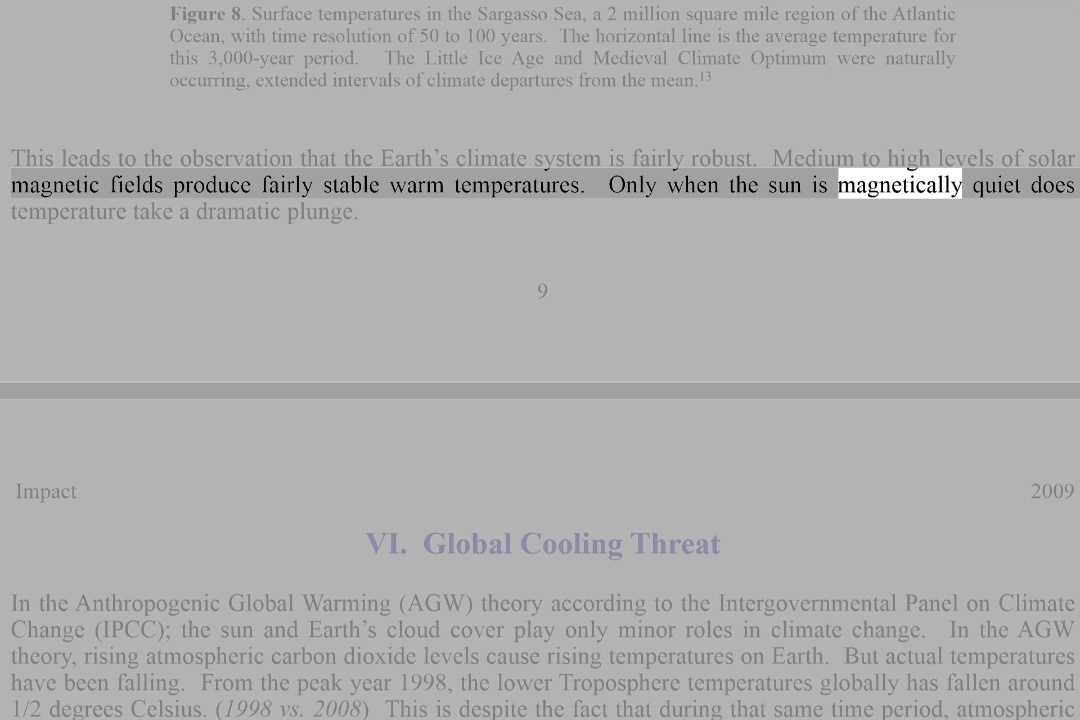 Figure 8. Surface temperatures in the Sargasso Sea, a 2 million square mile region of the Atlantic
Ocean, with time resolution of 50 to 100 years. The horizontal line is the average temperature for
this 3,000-year period. The Little Ice Age and Medieval Climate Optimum were naturally
occurring, extended intervals of climate departures from the mean.13
This leads to the observation that the Earth's climate system is fairly robust. Medium to high levels of solar
magnetic fields produce fairly stable warm temperatures. Only when the sun is magnetically quiet does
temperature take a dramatic plunge.
9
Impact 2009
VI. Global Cooling Threat
In the Anthropogenic Global Warming (AGW) theory according to the Intergovernmental Panel on Climate
Change (IPCC); the sun and Earth's cloud cover play only minor roles in climate change. In the AGW
theory, rising atmospheric carbon dioxide levels cause rising temperatures on Earth. But actual temperatures
have been falling. From the peak year 1998, the lower Troposphere temperatures globally has fallen around
1/2 degrees Celsius. (1998 vs. 2008) This is despite the fact that during that same time period, atmospheric